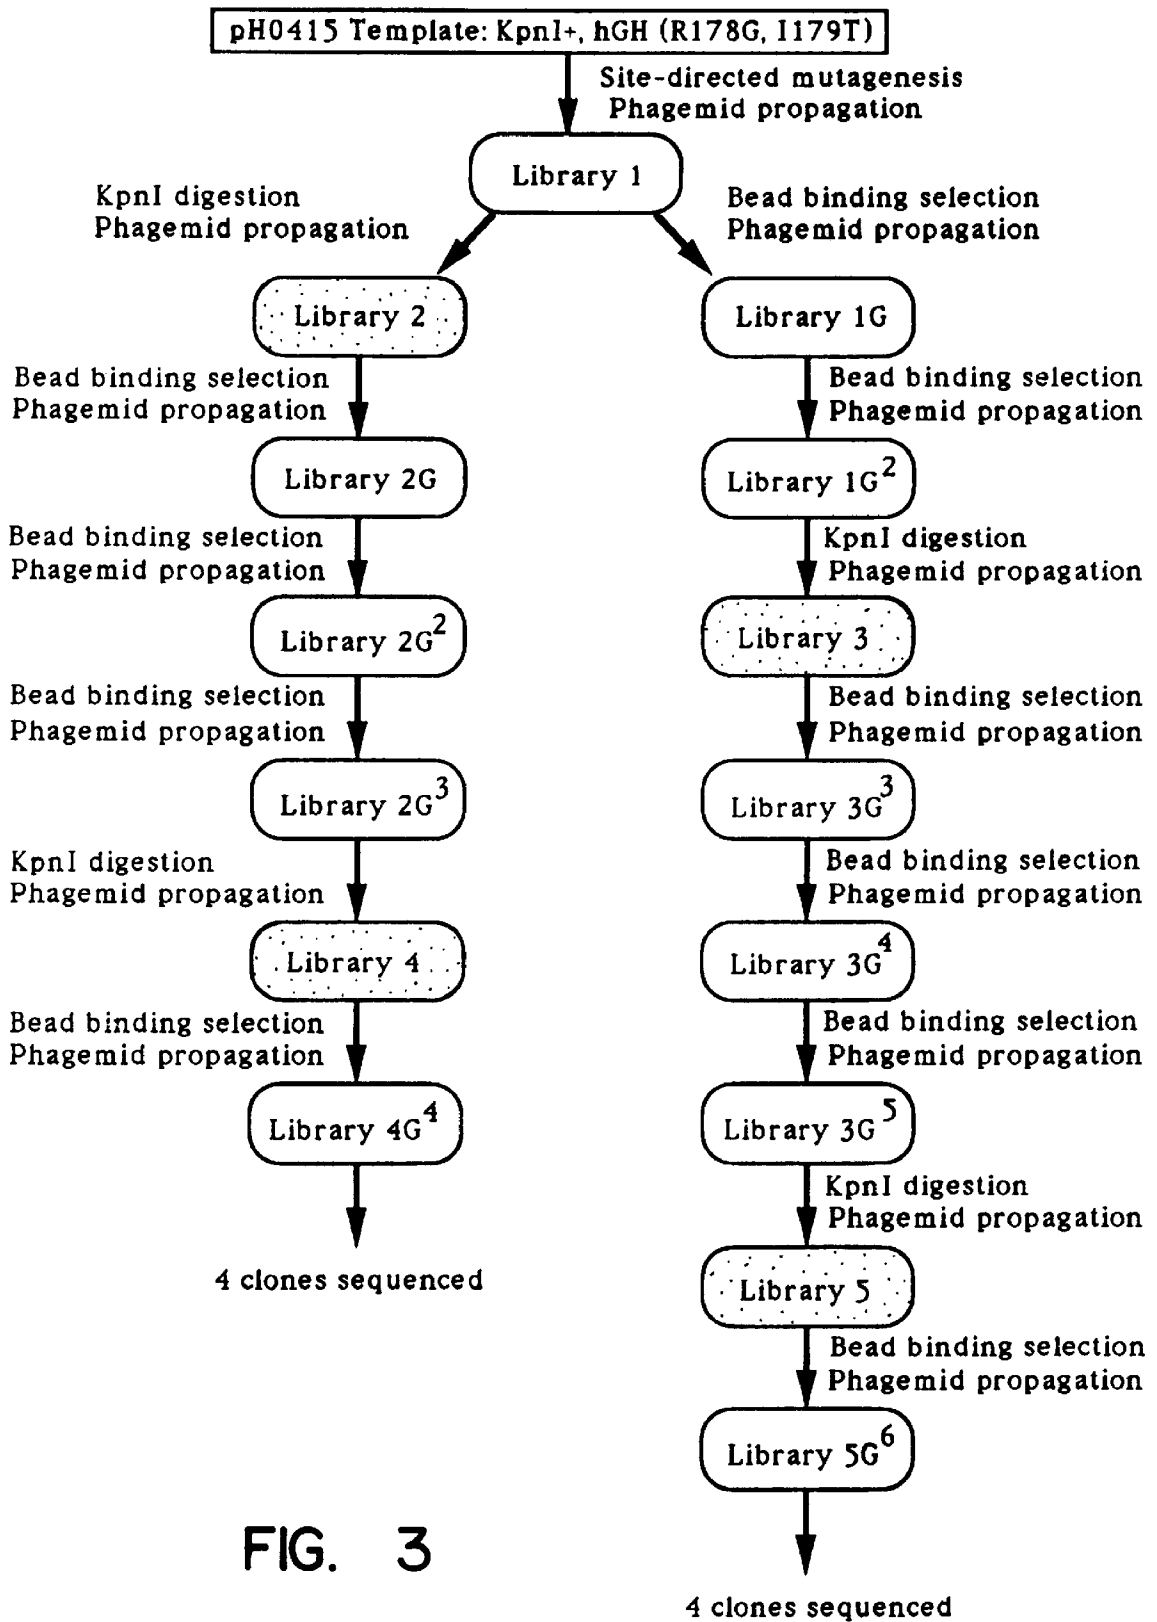 pH0415 Template: KpnI+, hGH (R178G, I179T)
Site-directed mutagenesis
Phagemid propagation
Library 1
KpnI digestion
Phagemid propagation
Bead binding selection
Phagemid propagation
Library 2
Bead binding selection
Phagemid propagation
Library 2G
Bead binding selection
Phagemid propagation
Library 2G²
Bead binding selection
Phagemid propagation
Library 2G³
KpnI digestion
Phagemid propagation
Library 4
Bead binding selection
Phagemid propagation
Library 4G⁴
4 clones sequenced
Library 1G
Bead binding selection
Phagemid propagation
Library 1G²
KpnI digestion
Phagemid propagation
Library 3
Bead binding selection
Phagemid propagation
Library 3G³
Bead binding selection
Phagemid propagation
Library 3G⁴
Bead binding selection
Phagemid propagation
Library 3G⁵
KpnI digestion
Phagemid propagation
Library 5
Bead binding selection
Phagemid propagation
Library 5G⁶
4 clones sequenced
FIG. 3